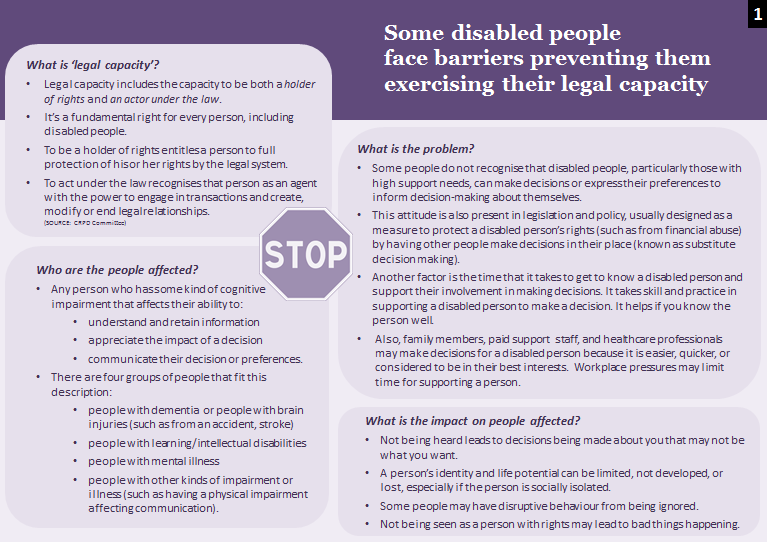 1
Some disabled people
face barriers preventing them
exercising their legal capacity
What is ‘legal capacity’?
• Legal capacity includes the capacity to be both a holder
of rights and an actor under the law.
• It’s a fundamental right for every person, including
disabled people.
• To be a holder of rights entitles a person to full
protection of his or her rights by the legal system.
• To act under the law recognises that person as an agent
with the power to engage in transactions and create,
modify or end legal relationships.
(SOURCE: CRPD Committee)
STOP
Who are the people affected?
• Any person who has some kind of cognitive
impairment that affects their ability to:
• understand and retain information
• appreciate the impact of a decision
• communicate their decision or preferences.
• There are four groups of people that fit this
description:
• people with dementia or people with brain
injuries (such as from an accident, stroke)
• people with learning/intellectual disabilities
• people with mental illness
• people with other kinds of impairment or
illness (such as having a physical impairment
affecting communication).
What is the problem?
• Some people do not recognise that disabled people, particularly those with
high support needs, can make decisions or express their preferences to
inform decision-making about themselves.
• This attitude is also present in legislation and policy, usually designed as a
measure to protect a disabled person’s rights (such as from financial abuse)
by having other people make decisions in their place (known as substitute
decision making).
• Another factor is the time that it takes to get to know a disabled person and
support their involvement in making decisions. It takes skill and practice in
supporting a disabled person to make a decision. It helps if you know the
person well.
• Also, family members, paid support staff, and healthcare professionals
may make decisions for a disabled person because it is easier, quicker, or
considered to be in their best interests. Workplace pressures may limit
time for supporting a person.
What is the impact on people affected?
• Not being heard leads to decisions being made about you that may not be
what you want.
• A person’s identity and life potential can be limited, not developed, or
lost, especially if the person is socially isolated.
• Some people may have disruptive behaviour from being ignored.
• Not being seen as a person with rights may lead to bad things happening.